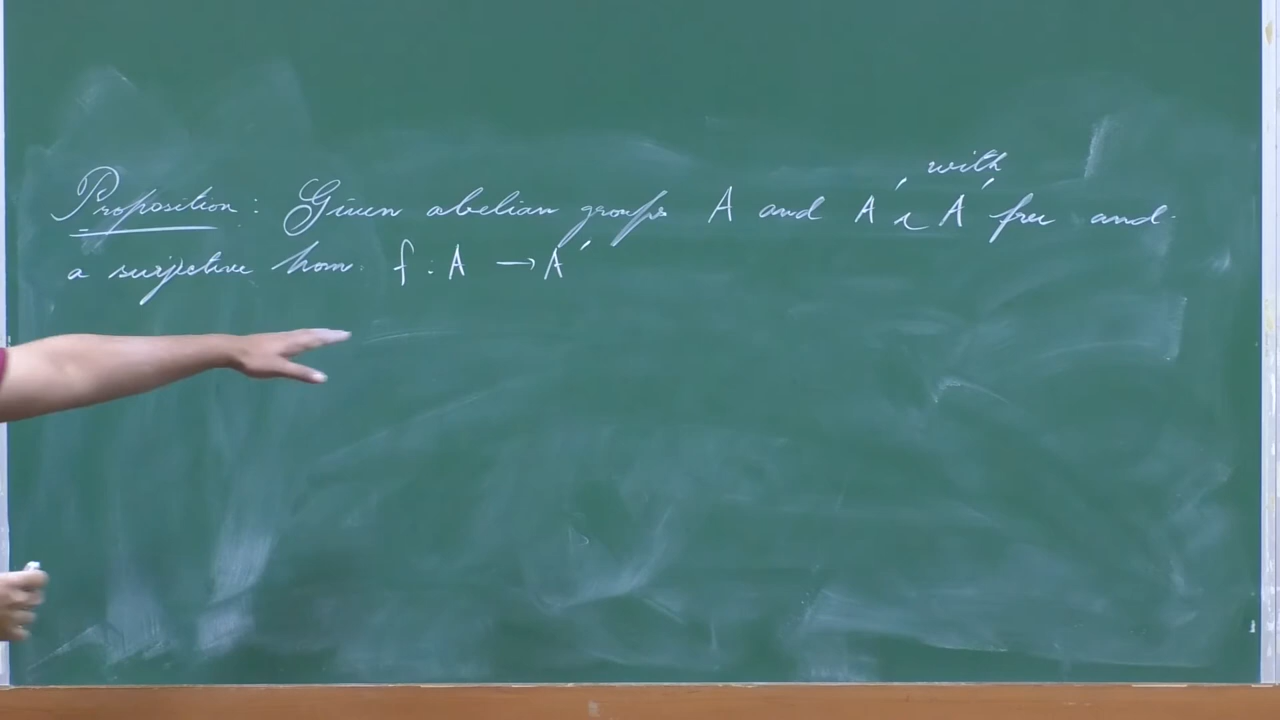 Proposition: Given abelian groups A and A' with A' free and
a surjective hom. f: A → A'